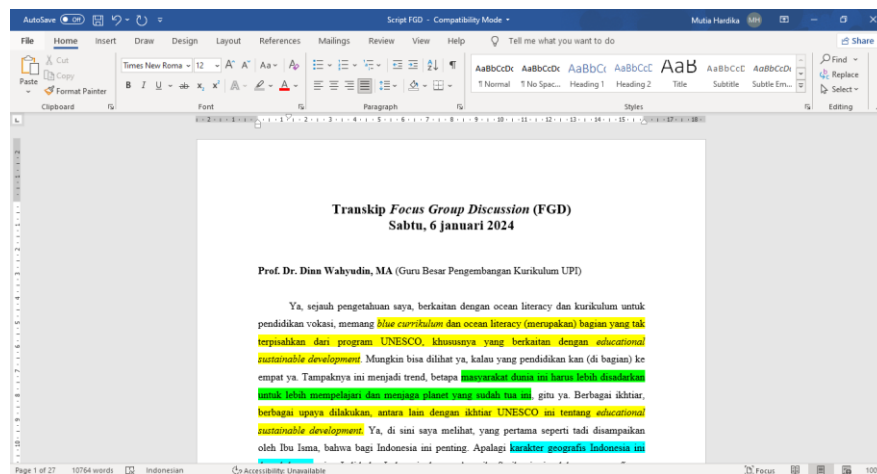 AutoSave Off Script FGD - Compatibility Mode Mutia Hardika MH
File Home Insert Draw Design Layout References Mailings Review View Help Tell me what you want to do Share
Paste Cut Copy Format Painter
Times New Roma 12
AaBbCcDc AaBbCcDc AaBbCc AaBbCcC AaB AaBbCcC AaBbCcDc
¶ Normal ¶ No Spac... Heading 1 Heading 2 Title Subtitle Subtle Em...
Find Replace Select
Clipboard Font Paragraph Styles Editing
Transkip Focus Group Discussion (FGD)
Sabtu, 6 januari 2024
Prof. Dr. Dinn Wahyudin, MA (Guru Besar Pengembangan Kurikulum UPI)
Ya, sejauh pengetahuan saya, berkaitan dengan ocean literacy dan kurikulum untuk
pendidikan vokasi, memang blue currikulum dan ocean literacy (merupakan) bagian yang tak
terpisahkan dari program UNESCO, khususnya yang berkaitan dengan educational
sustainable development. Mungkin bisa dilihat ya, kalau yang pendidikan kan (di bagian) ke
empat ya. Tampaknya ini menjadi trend, betapa masyarakat dunia ini harus lebih disadarkan
untuk lebih mempelajari dan menjaga planet yang sudah tua ini, gitu ya. Berbagai ikhtiar,
berbagai upaya dilakukan, antara lain dengan ikhtiar UNESCO ini tentang educational
sustainable development. Ya, di sini saya melihat, yang pertama seperti tadi disampaikan
oleh Ibu Isma, bahwa bagi Indonesia ini penting. Apalagi karakter geografis Indonesia ini
Page 1 of 27 10764 words Indonesian Accessibility: Unavailable Focus